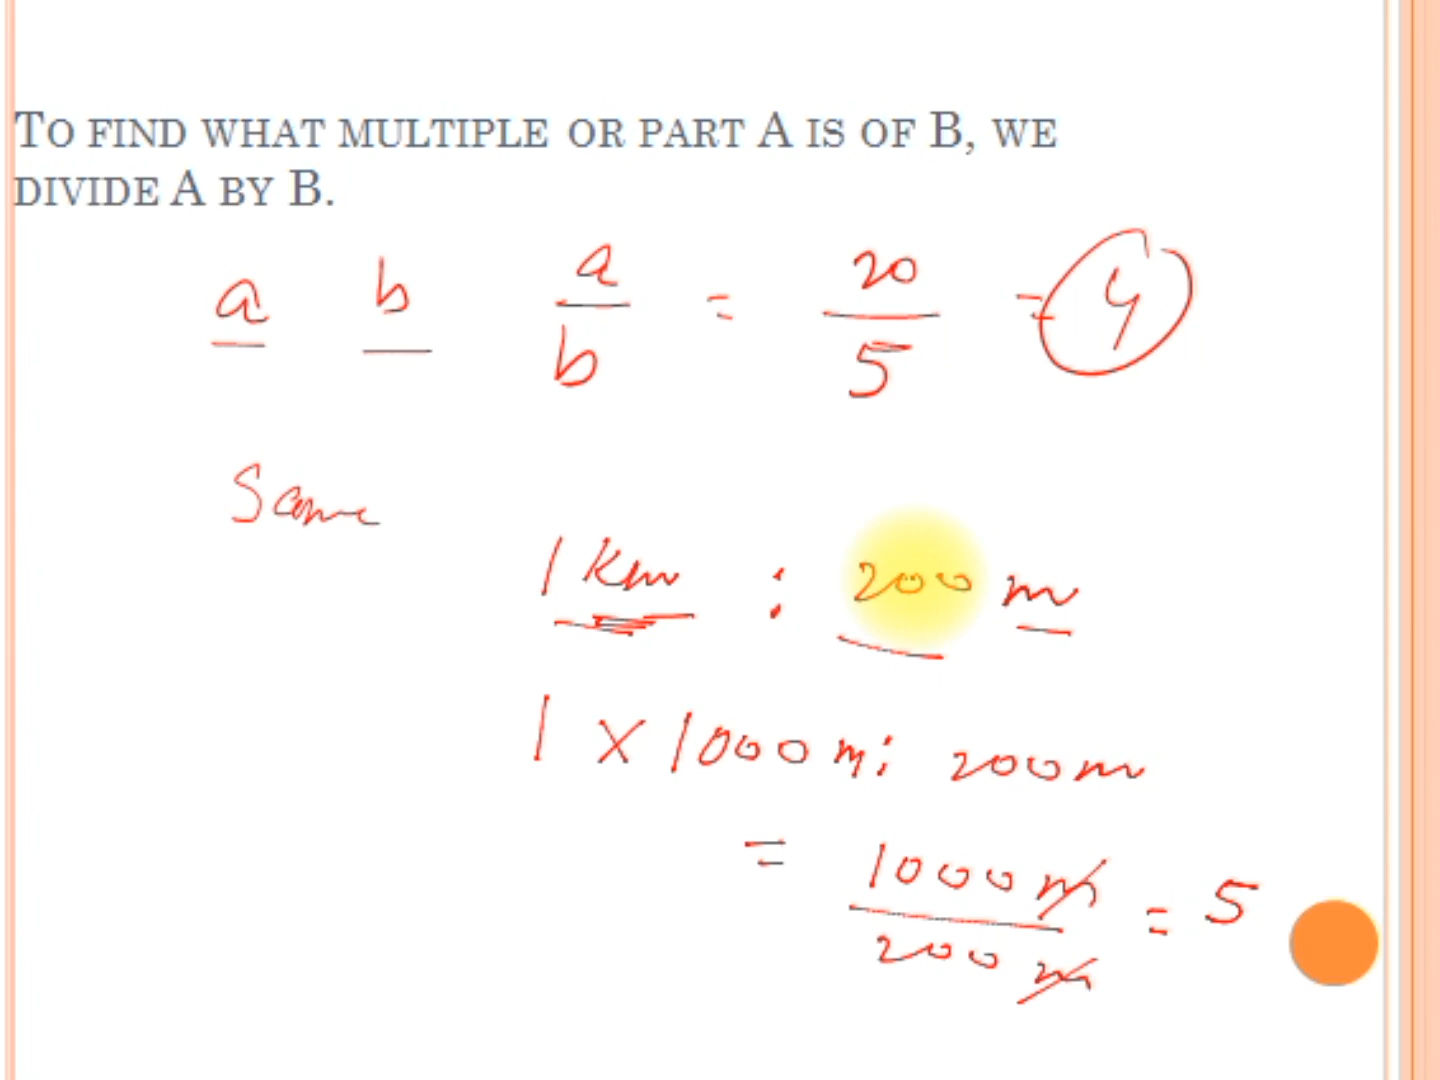 TO FIND WHAT MULTIPLE OR PART A IS OF B, WE
DIVIDE A BY B.
a b a/b = 20/5 = 4
Same
1 Km : 200 m
1 × 1000 m : 200 m
= 1000 m / 200 m = 5